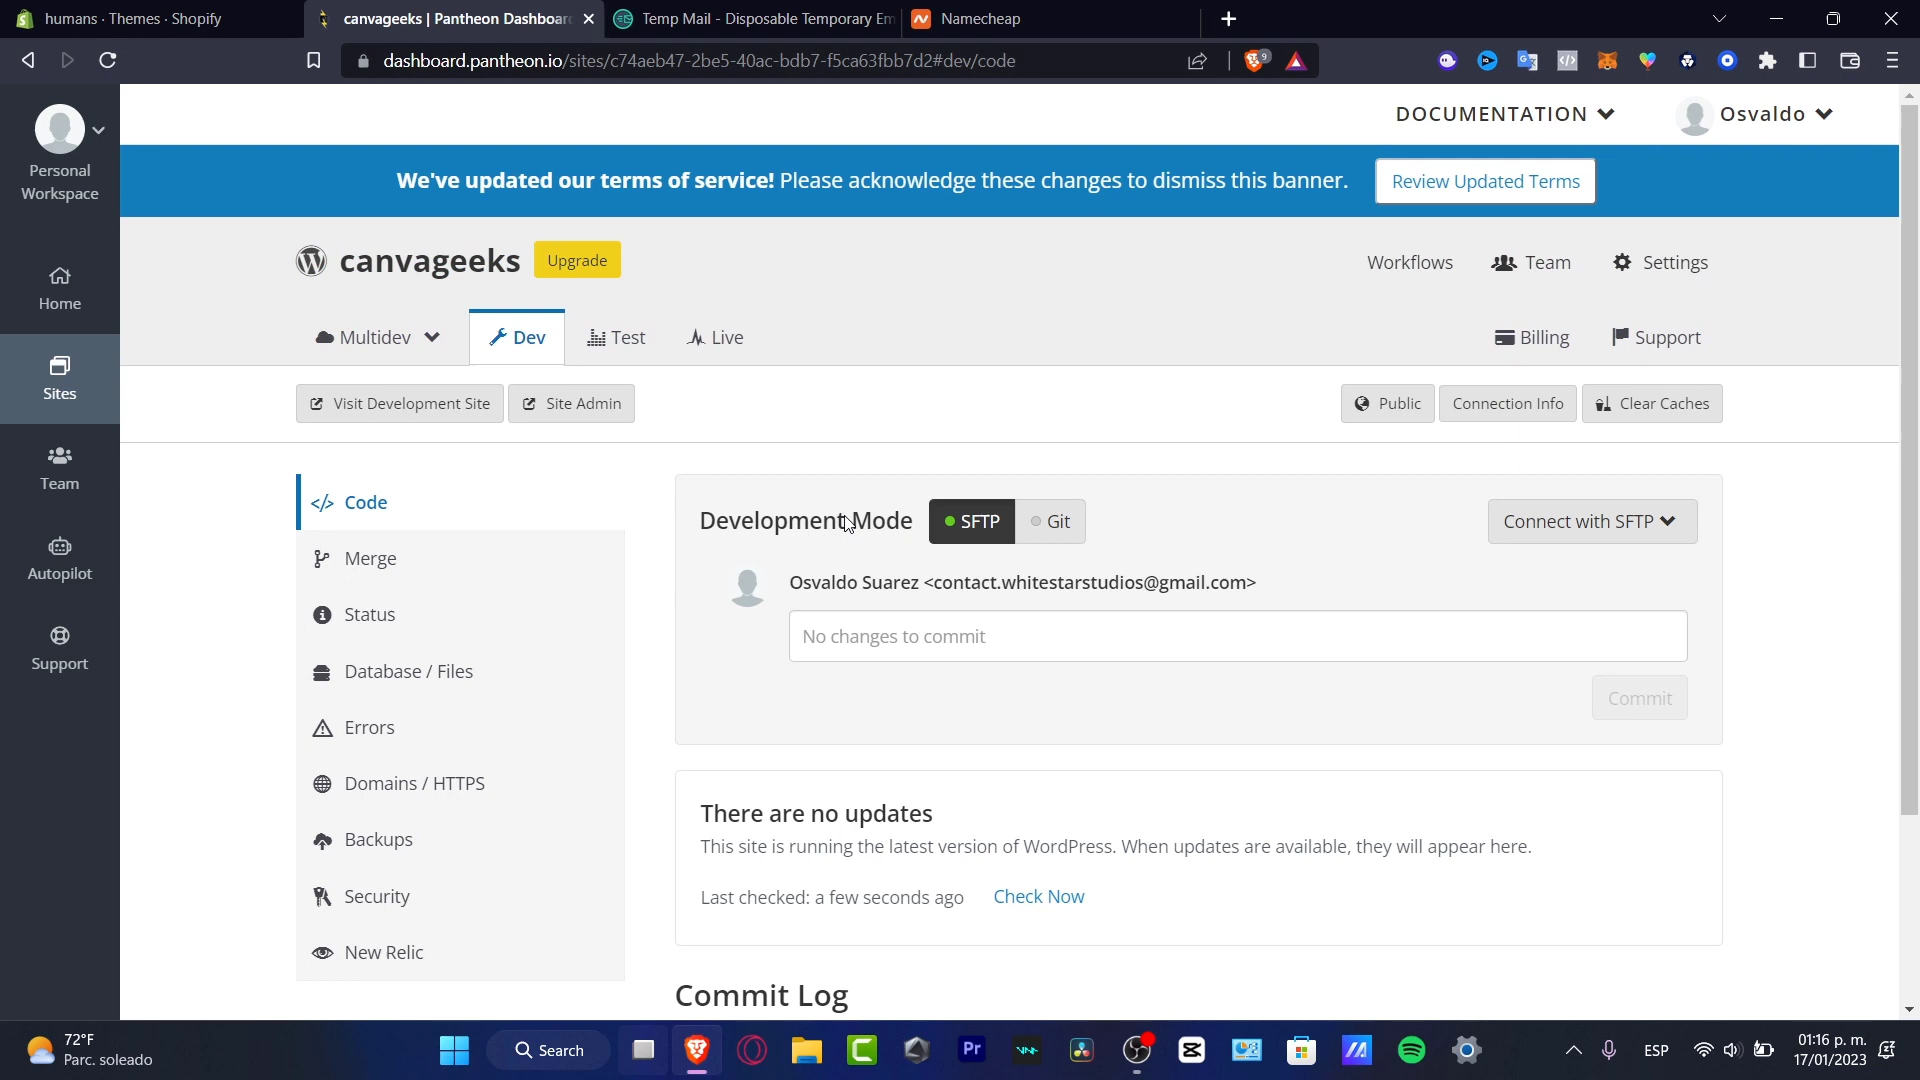 humans · Themes · Shopify
canvageeks | Pantheon Dashboar
Temp Mail - Disposable Temporary Em
Namecheap
dashboard.pantheon.io/sites/c74aeb47-2be5-40ac-bdb7-f5ca63fbb7d2#dev/code
9
Personal
Workspace
Home
Sites
Team
Autopilot
Support
DOCUMENTATION
Osvaldo
We've updated our terms of service! Please acknowledge these changes to dismiss this banner.
Review Updated Terms
canvageeks
Upgrade
Workflows
Team
Settings
Multidev
Dev
Test
Live
Billing
Support
Visit Development Site
Site Admin
Public
Connection Info
Clear Caches
Code
Merge
Status
Database / Files
Errors
Domains / HTTPS
Backups
Security
New Relic
Development Mode
SFTP
Git
Connect with SFTP
Osvaldo Suarez <contact.whitestarstudios@gmail.com>
No changes to commit
Commit
There are no updates
This site is running the latest version of WordPress. When updates are available, they will appear here.
Last checked: a few seconds ago
Check Now
Commit Log
72°F
Parc. soleado
Search
Pr
ESP
01:16 p. m.
17/01/2023